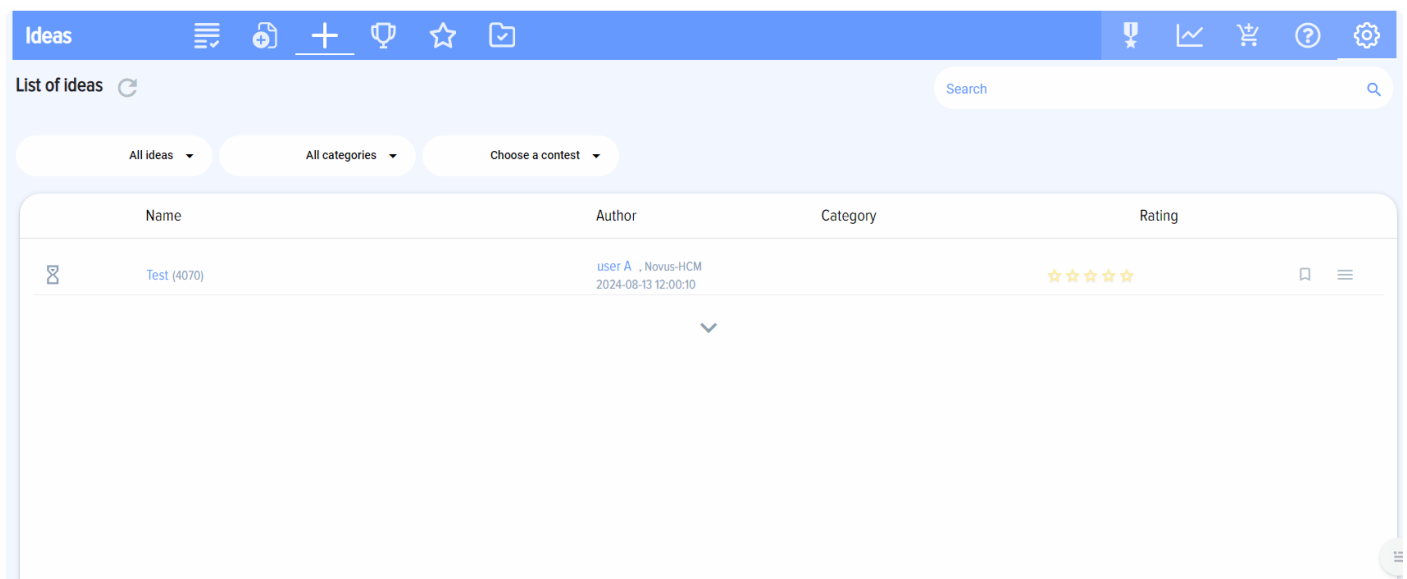 Ideas
List of ideas
Search
All ideas
All categories
Choose a contest
Name Author Category Rating
Test (4070)
user A , Novus-HCM
2024-08-13 12:00:10